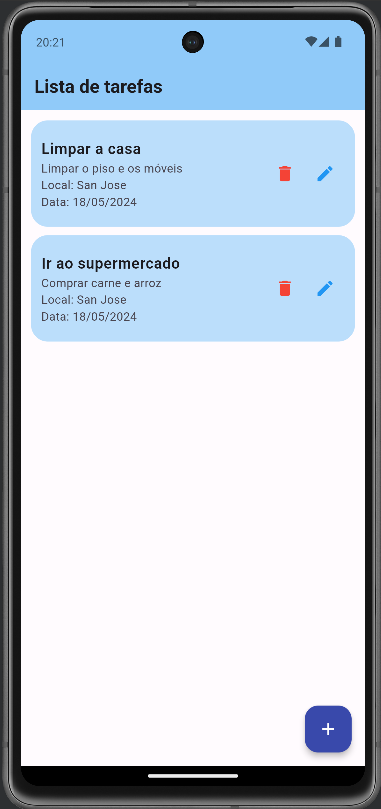 20:21
Lista de tarefas
Limpar a casa
Limpar o piso e os móveis
Local: San Jose
Data: 18/05/2024
Ir ao supermercado
Comprar carne e arroz
Local: San Jose
Data: 18/05/2024